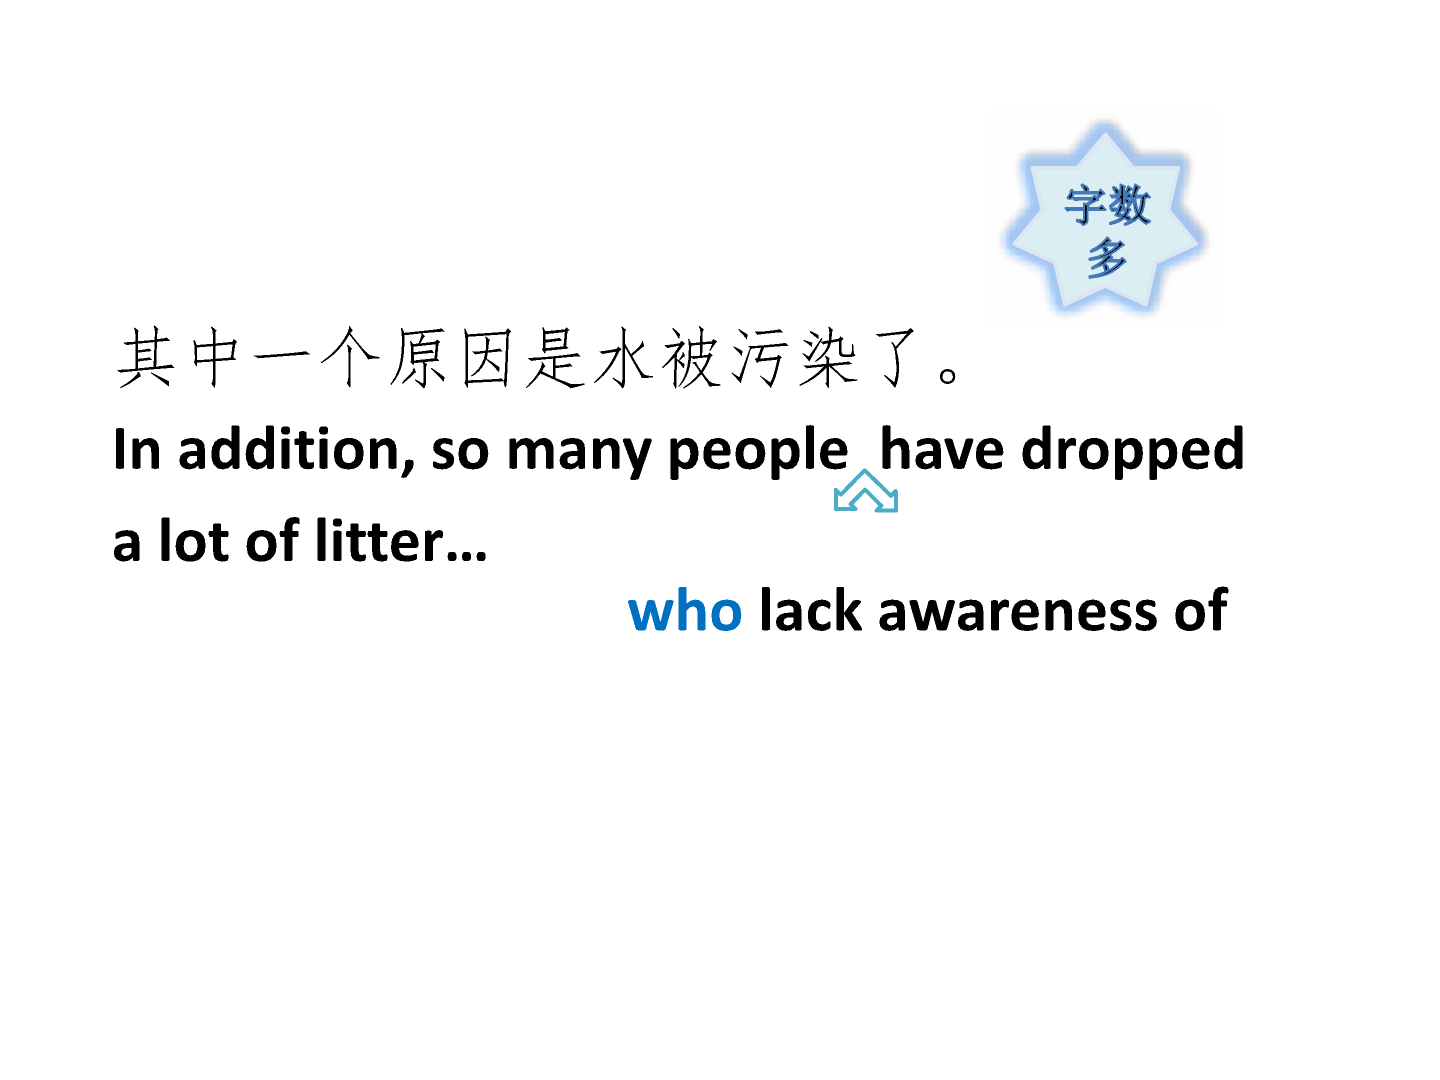 字数
多
其中一个原因是水被污染了。
In addition, so many people have dropped
a lot of litter...
who lack awareness of